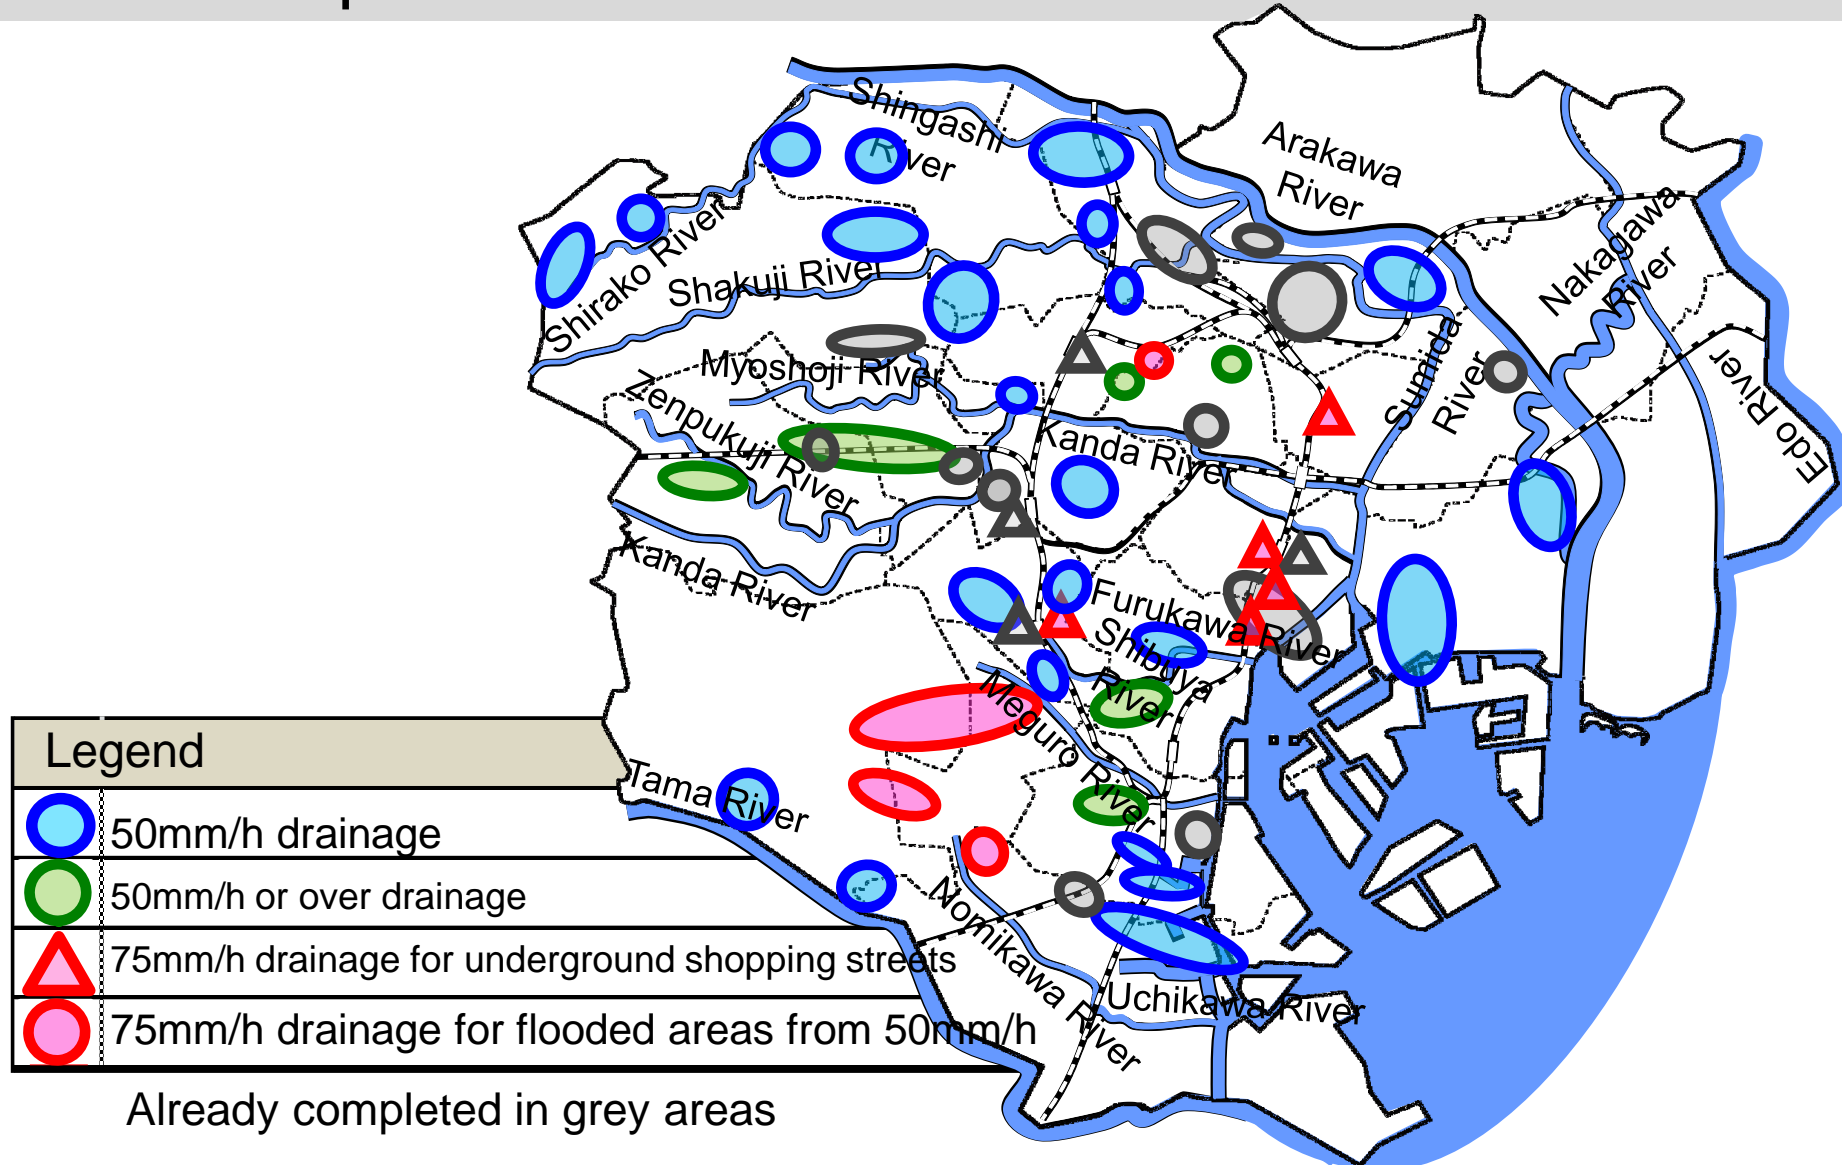 Shingashi
River
Arakawa
River
Nakagawa
River
Shirako River
Shakuji River
Sumida
River
Edo River
Myoshoji River
Zenpukuji River
Kanda River
Kanda River
Furukawa River
Shibuya
River
Meguro River
Tama River
Nomikawa River
Uchikawa River
Legend
50mm/h drainage
50mm/h or over drainage
75mm/h drainage for underground shopping streets
75mm/h drainage for flooded areas from 50mm/h
Already completed in grey areas